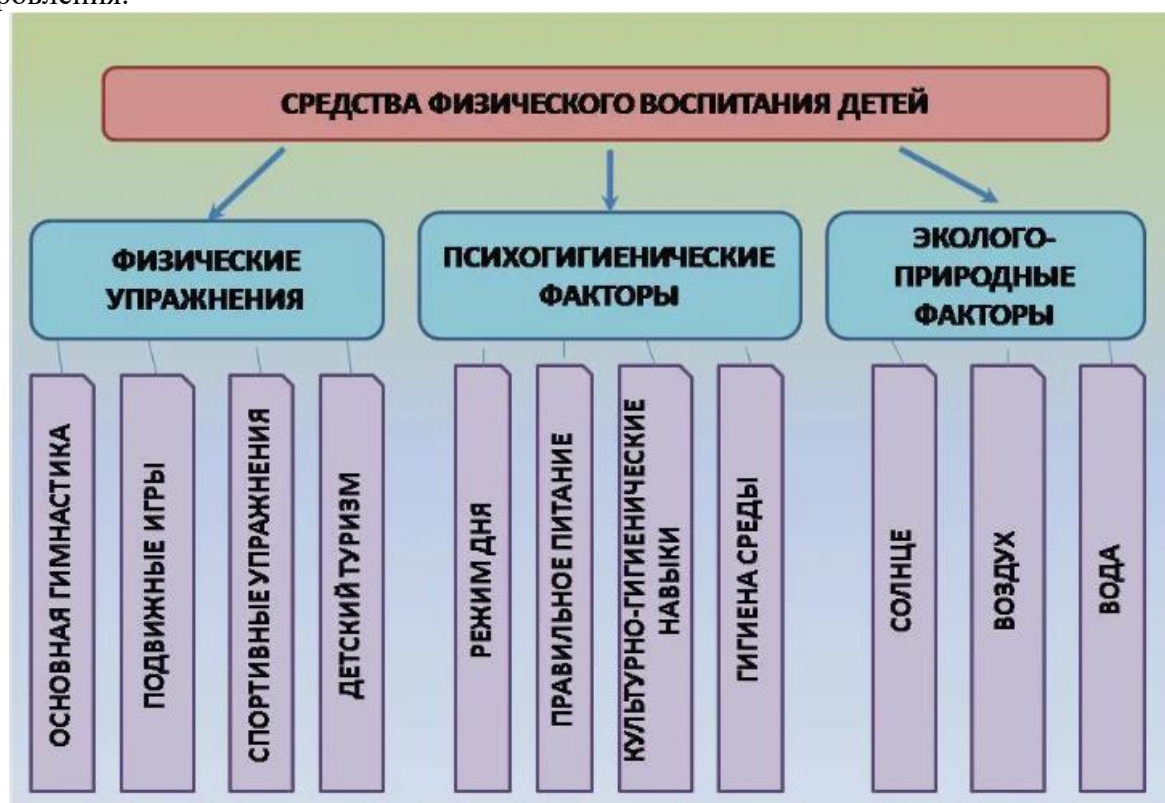 СРЕДСТВА ФИЗИЧЕСКОГО ВОСПИТАНИЯ ДЕТЕЙ
ФИЗИЧЕСКИЕ
УПРАЖНЕНИЯ
ПСИХОГИГИЕНИЧЕСКИЕ
ФАКТОРЫ
ЭКОЛОГО-
ПРИРОДНЫЕ
ФАКТОРЫ
ОСНОВНАЯ ГИМНАСТИКА
ПОДВИЖНЫЕ ИГРЫ
СПОРТИВНЫЕ УПРАЖНЕНИЯ
ДЕТСКИЙ ТУРИЗМ
РЕЖИМ ДНЯ
ПРАВИЛЬНОЕ ПИТАНИЕ
КУЛЬТУРНО-ГИГИЕНИЧЕСКИЕ
НАВЫКИ
ГИГИЕНА СРЕДЫ
СОЛНЦЕ
ВОЗДУХ
ВОДА